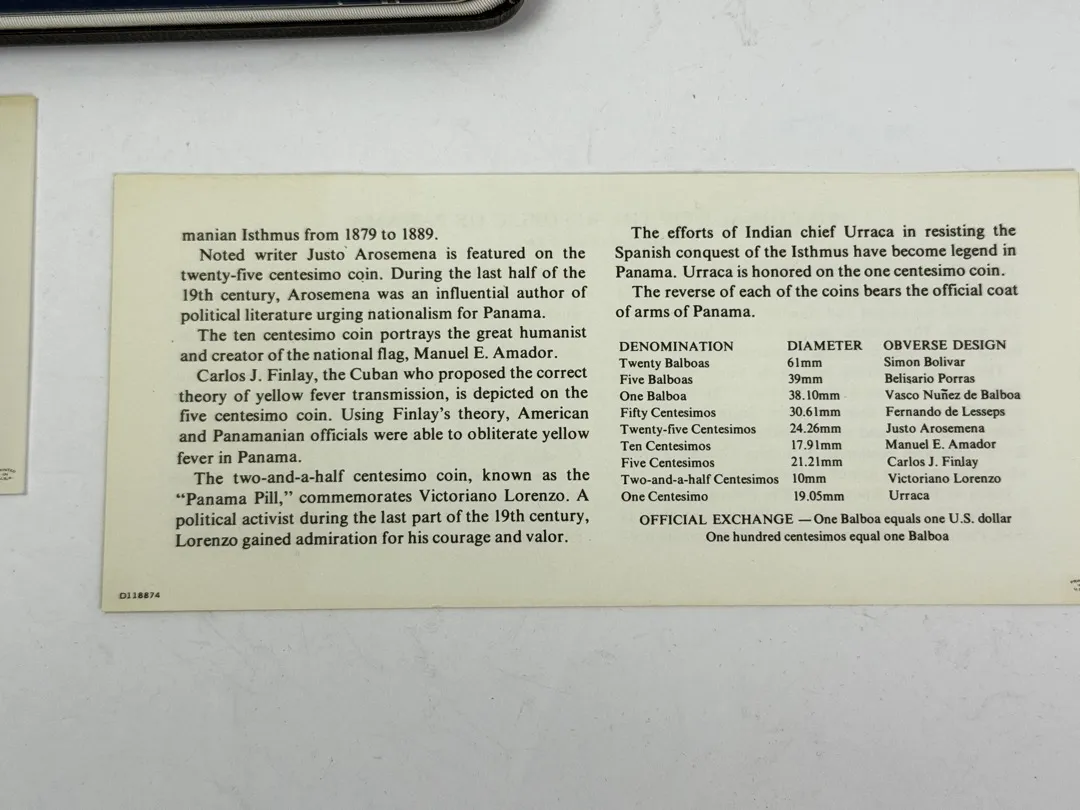 manian Isthmus from 1879 to 1889.
Noted writer Justo Arosemena is featured on the
twenty-five centesimo coin. During the last half of the
19th century, Arosemena was an influential author of
political literature urging nationalism for Panama.
The ten centesimo coin portrays the great humanist
and creator of the national flag, Manuel E. Amador.
Carlos J. Finlay, the Cuban who proposed the correct
theory of yellow fever transmission, is depicted on the
five centesimo coin. Using Finlay's theory, American
and Panamanian officials were able to obliterate yellow
fever in Panama.
The two-and-a-half centesimo coin, known as the
“Panama Pill,” commemorates Victoriano Lorenzo. A
political activist during the last part of the 19th century,
Lorenzo gained admiration for his courage and valor.
D118874
The efforts of Indian chief Urraca in resisting the
Spanish conquest of the Isthmus have become legend in
Panama. Urraca is honored on the one centesimo coin.
The reverse of each of the coins bears the official coat
of arms of Panama.
DENOMINATION DIAMETER OBVERSE DESIGN
Twenty Balboas 61mm Simon Bolivar
Five Balboas 39mm Belisario Porras
One Balboa 38.10mm Vasco Nuñez de Balboa
Fifty Centesimos 30.61mm Fernando de Lesseps
Twenty-five Centesimos 24.26mm Justo Arosemena
Ten Centesimos 17.91mm Manuel E. Amador
Five Centesimos 21.21mm Carlos J. Finlay
Two-and-a-half Centesimos 10mm Victoriano Lorenzo
One Centesimo 19.05mm Urraca
OFFICIAL EXCHANGE — One Balboa equals one U.S. dollar
One hundred centesimos equal one Balboa